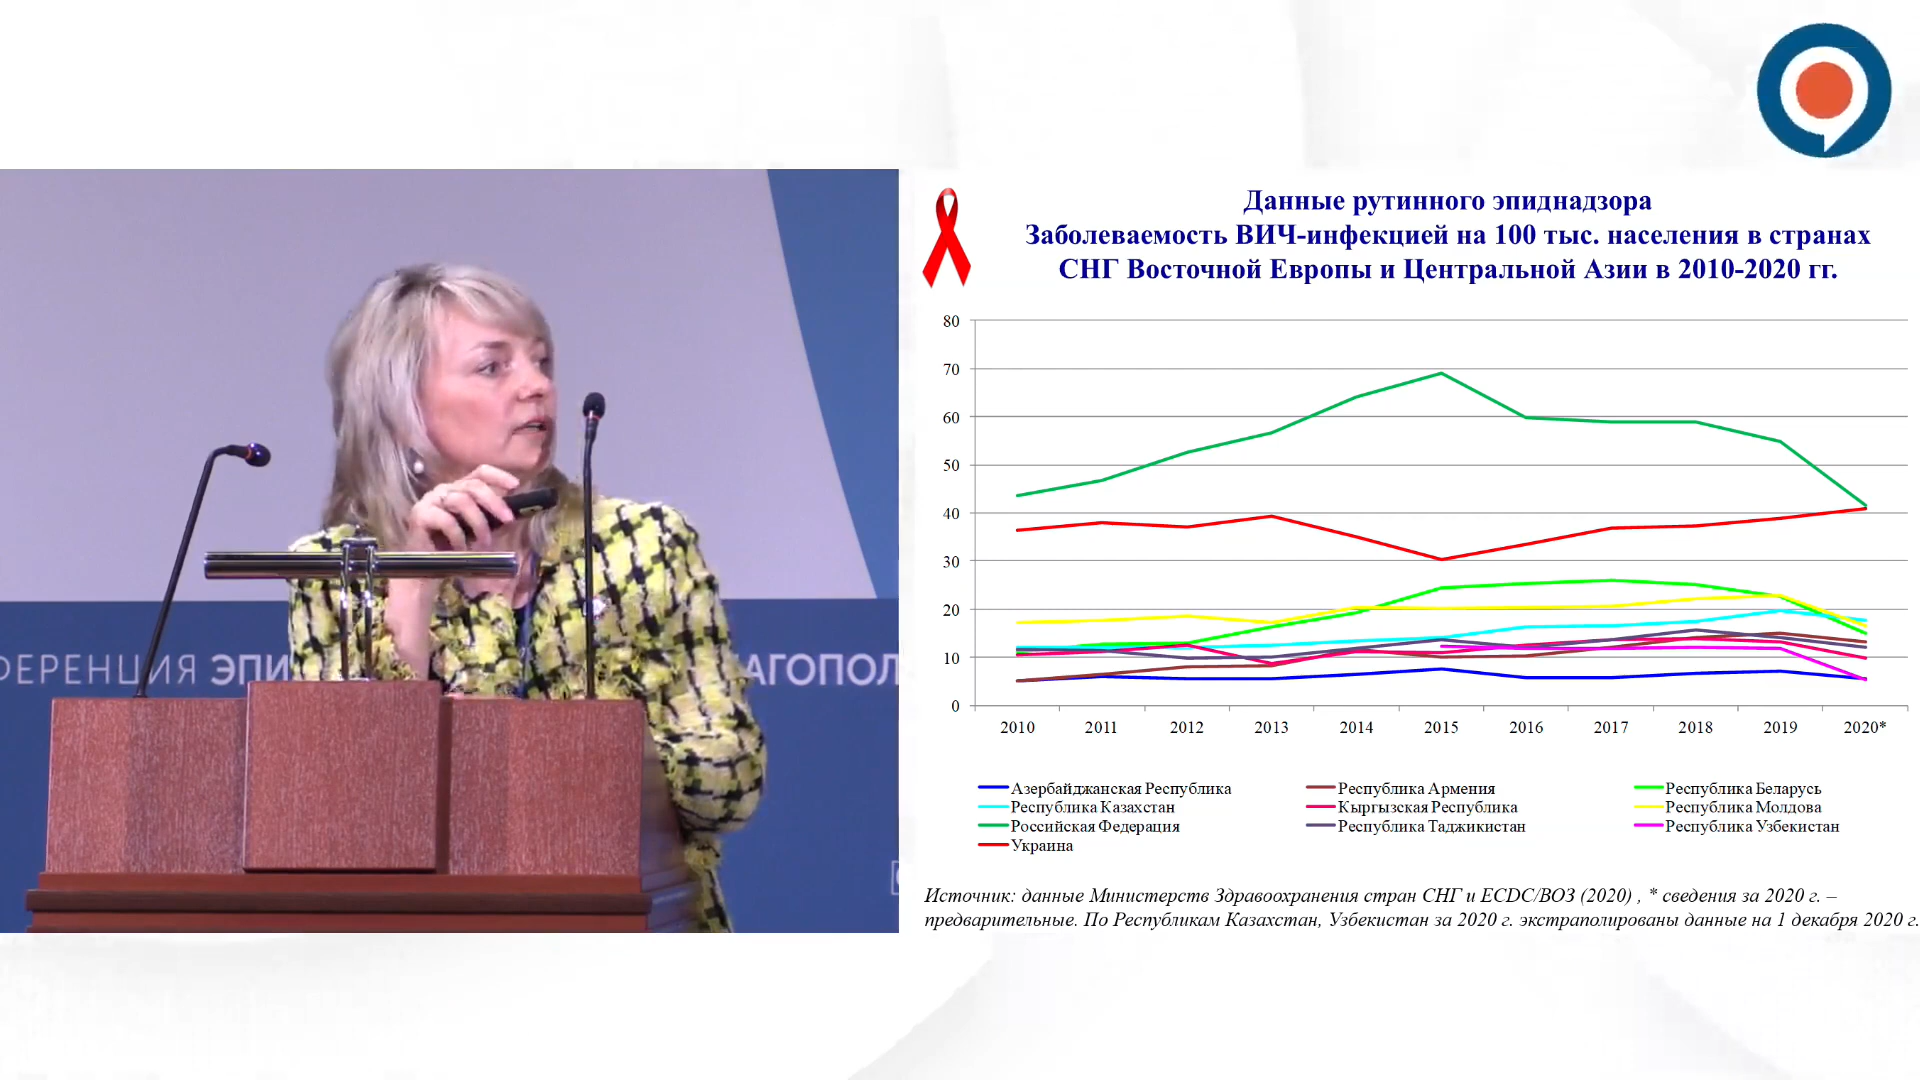 ФЕРЕНЦИЯ ЭПИ
АГОПОЛ
Данные рутинного эпиднадзора
Заболеваемость ВИЧ-инфекцией на 100 тыс. населения в странах
СНГ Восточной Европы и Центральной Азии в 2010-2020 гг.
80
70
60
50
40
30
20
10
0
2010 2011 2012 2013 2014 2015 2016 2017 2018 2019 2020*
Азербайджанская Республика Республика Армения Республика Беларусь
Республика Казахстан Кыргызская Республика Республика Молдова
Российская Федерация Республика Таджикистан Республика Узбекистан
Украина
Источник: данные Министерств Здравоохранения стран СНГ и ECDC/ВОЗ (2020) , * сведения за 2020 г. –
предварительные. По Республикам Казахстан, Узбекистан за 2020 г. экстраполированы данные на 1 декабря 2020 г.